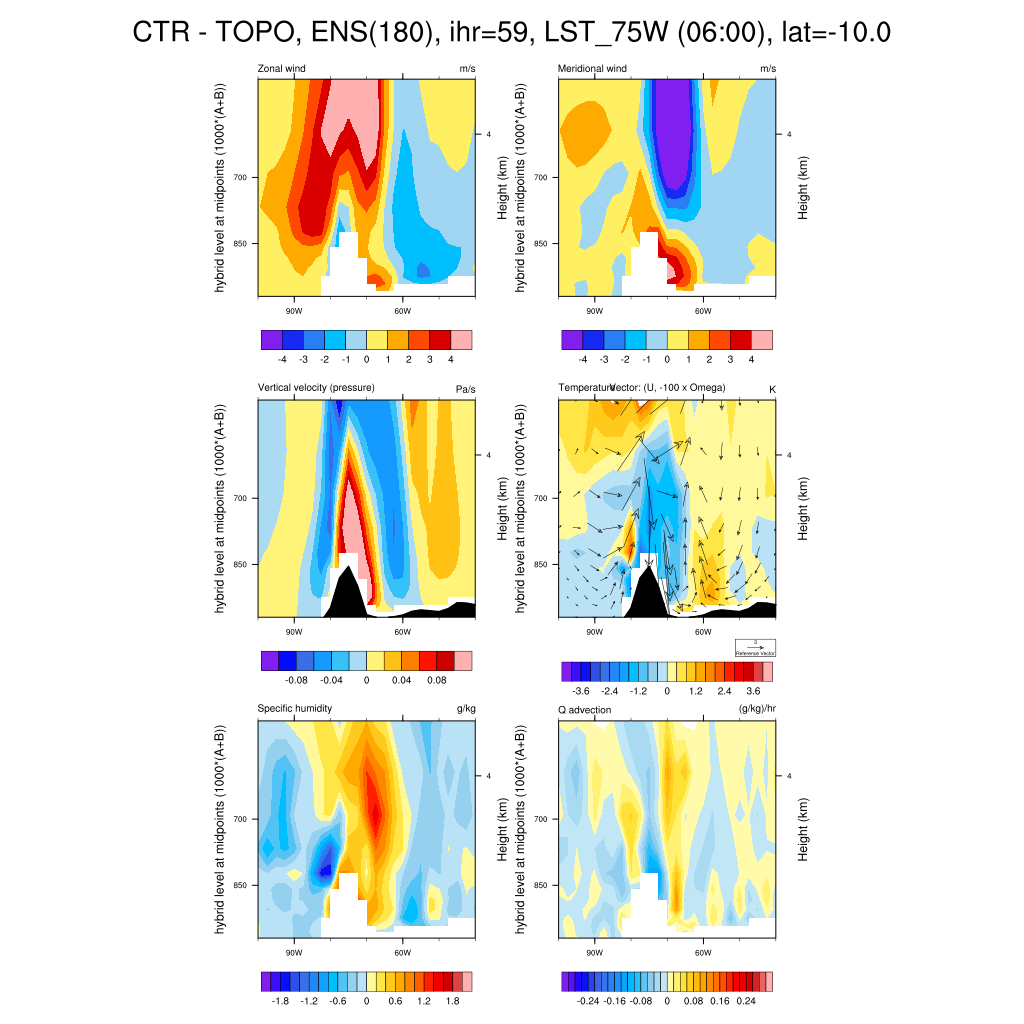 CTR - TOPO, ENS(180), ihr=59, LST_75W (06:00), lat=-10.0
Zonal wind m/s
hybrid level at midpoints (1000*(A+B))
700
850
4
Height (km)
90W 60W
-4 -3 -2 -1 0 1 2 3 4
Meridional wind m/s
hybrid level at midpoints (1000*(A+B))
700
850
4
Height (km)
90W 60W
-4 -3 -2 -1 0 1 2 3 4
Vertical velocity (pressure) Pa/s
hybrid level at midpoints (1000*(A+B))
700
850
4
Height (km)
90W 60W
-0.08 -0.04 0 0.04 0.08
Temperature Vector: (U, -100 x Omega) K
hybrid level at midpoints (1000*(A+B))
700
850
4
Height (km)
90W 60W
3
Reference Vector
-3.6 -2.4 -1.2 0 1.2 2.4 3.6
Specific humidity g/kg
hybrid level at midpoints (1000*(A+B))
700
850
4
Height (km)
90W 60W
-1.8 -1.2 -0.6 0 0.6 1.2 1.8
Q advection (g/kg)/hr
hybrid level at midpoints (1000*(A+B))
700
850
4
Height (km)
90W 60W
-0.24 -0.16 -0.08 0 0.08 0.16 0.24